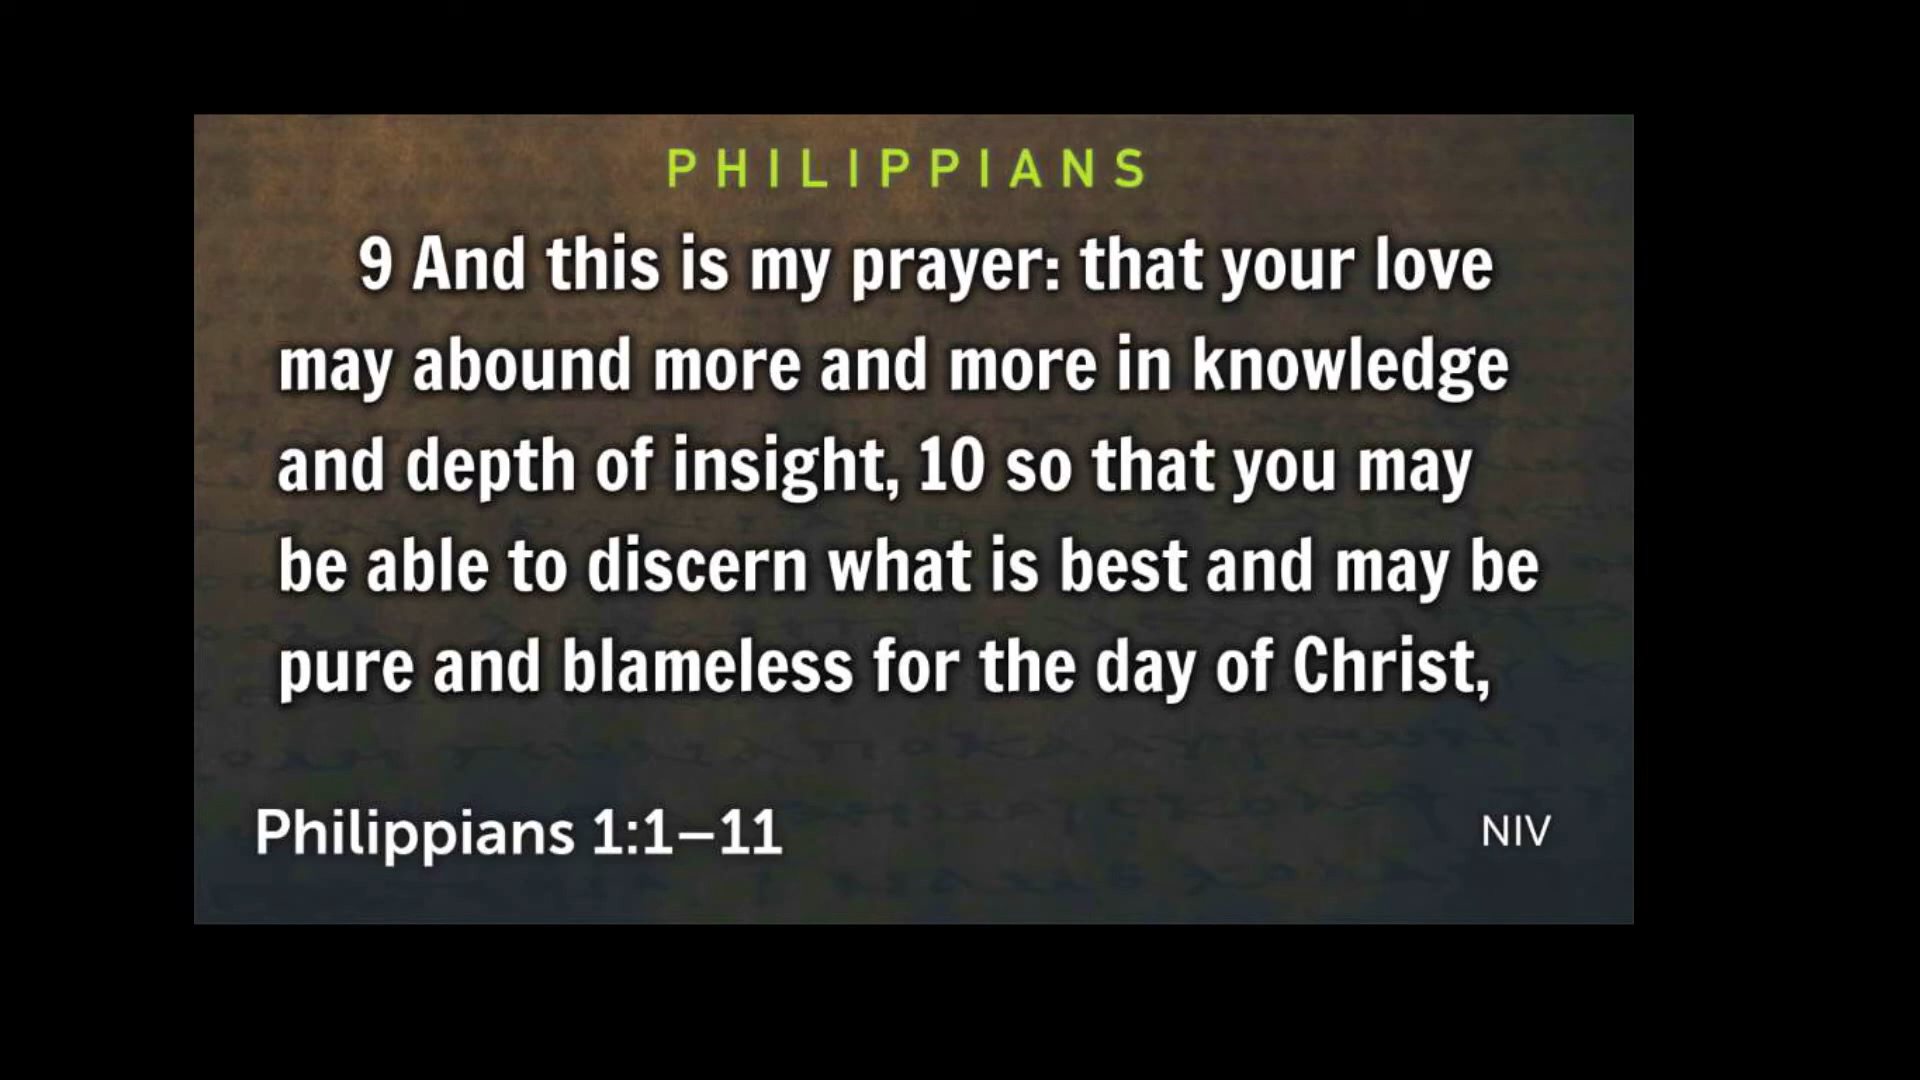 PHILIPPIANS
9 And this is my prayer: that your love
may abound more and more in knowledge
and depth of insight, 10 so that you may
be able to discern what is best and may be
pure and blameless for the day of Christ,
Philippians 1:1–11
NIV